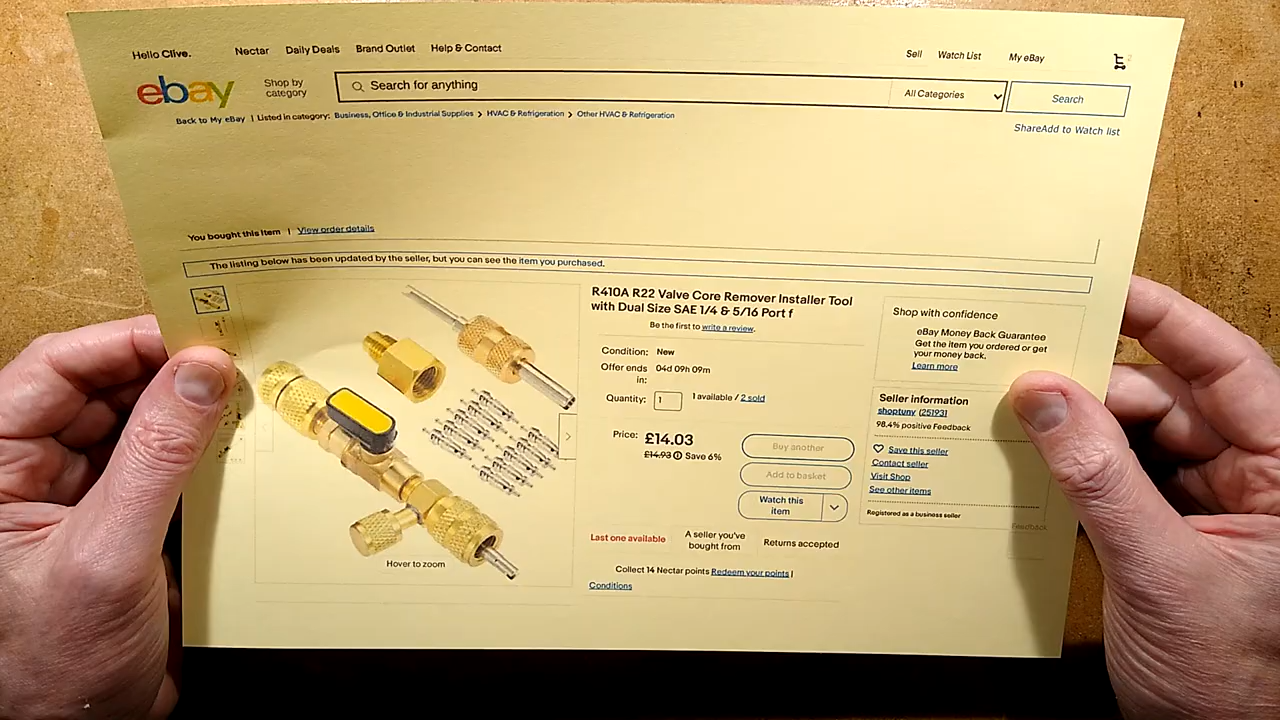 Hello Clive.
Nectar
Daily Deals
Brand Outlet
Help & Contact
Sell
Watch List
My eBay
ebay
Shop by
category
Search for anything
All Categories
Search
Back to My eBay | Listed in category: Business, Office & Industrial Supplies > HVAC & Refrigeration > Other HVAC & Refrigeration
ShareAdd to Watch list
You bought this item | View order details
The listing below has been updated by the seller, but you can see the item you purchased.
R410A R22 Valve Core Remover Installer Tool
with Dual Size SAE 1/4 & 5/16 Port f
Be the first to write a review.
Condition: New
Offer ends
in:
04d 09h 09m
Quantity: 1
1 available / 2 sold
Price: £14.03
£14.93 Save 6%
Buy another
Add to basket
Watch this
item
Last one available
A seller you've
bought from
Returns accepted
Collect 14 Nectar points Redeem your points |
Conditions
Hover to zoom
Shop with confidence
eBay Money Back Guarantee
Get the item you ordered or get
your money back.
Learn more
Seller information
shoptuny (25193)
98.4% positive Feedback
Save this seller
Contact seller
Visit Shop
See other items
Registered as a business seller
Feedback